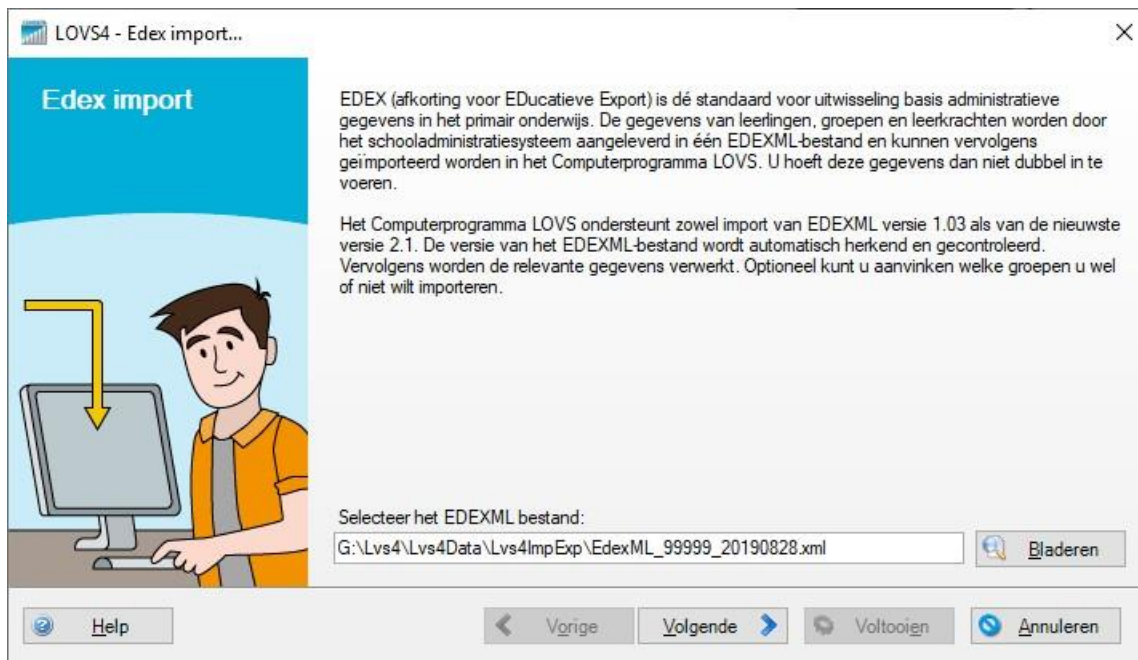 LOVS4 - Edex import...
Edex import
EDEX (afkorting voor EDucatieve Export) is dé standaard voor uitwisseling basis administratieve
gegevens in het primair onderwijs. De gegevens van leerlingen, groepen en leerkrachten worden door
het schooladministratiesysteem aangeleverd in één EDEXML-bestand en kunnen vervolgens
geïmporteerd worden in het Computerprogramma LOVS. U hoeft deze gegevens dan niet dubbel in te
voeren.
Het Computerprogramma LOVS ondersteunt zowel import van EDEXML versie 1.03 als van de nieuwste
versie 2.1. De versie van het EDEXML-bestand wordt automatisch herkend en gecontroleerd.
Vervolgens worden de relevante gegevens verwerkt. Optioneel kunt u aanvinken welke groepen u wel
of niet wilt importeren.
Selecteer het EDEXML bestand:
G:\Lvs4\Lvs4Data\Lvs4ImpExp\EdexML_99999_20190828.xml
Bladeren
Help
Vorige
Volgende
Voltooien
Annuleren